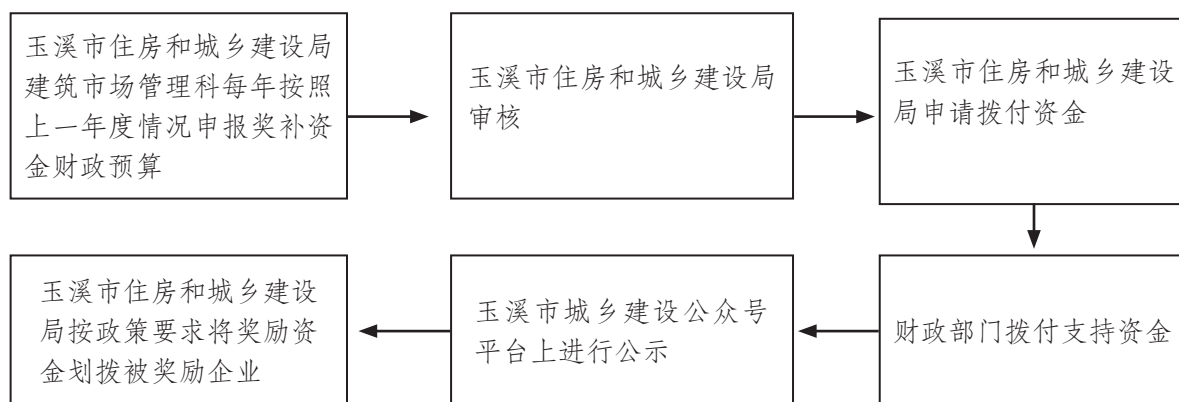 玉溪市住房和城乡建设局
建筑市场管理科每年按照
上一年度情况申报奖补资
金财政预算
玉溪市住房和城乡建设局
审核
玉溪市住房和城乡建设
局申请拨付资金
财政部门拨付支持资金
玉溪市城乡建设公众号
平台上进行公示
玉溪市住房和城乡建设
局按政策要求将奖励资
金划拨被奖励企业